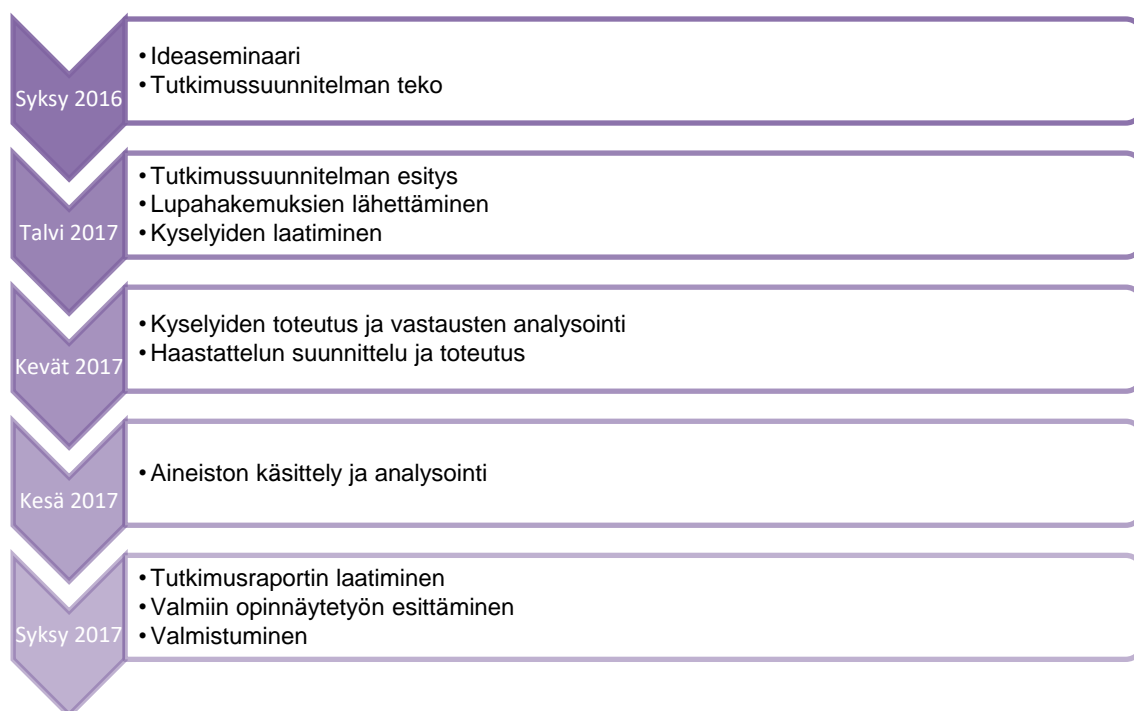 Syksy 2016
• Ideaseminaari
• Tutkimussuunnitelman teko
Talvi 2017
• Tutkimussuunnitelman esitys
• Lupahakemuksien lähettäminen
• Kyselyiden laatiminen
Kevät 2017
• Kyselyiden toteutus ja vastausten analysointi
• Haastattelun suunnittelu ja toteutus
Kesä 2017
• Aineiston käsittely ja analysointi
Syksy 2017
• Tutkimusraportin laatiminen
• Valmiin opinnäytetyön esittäminen
• Valmistuminen